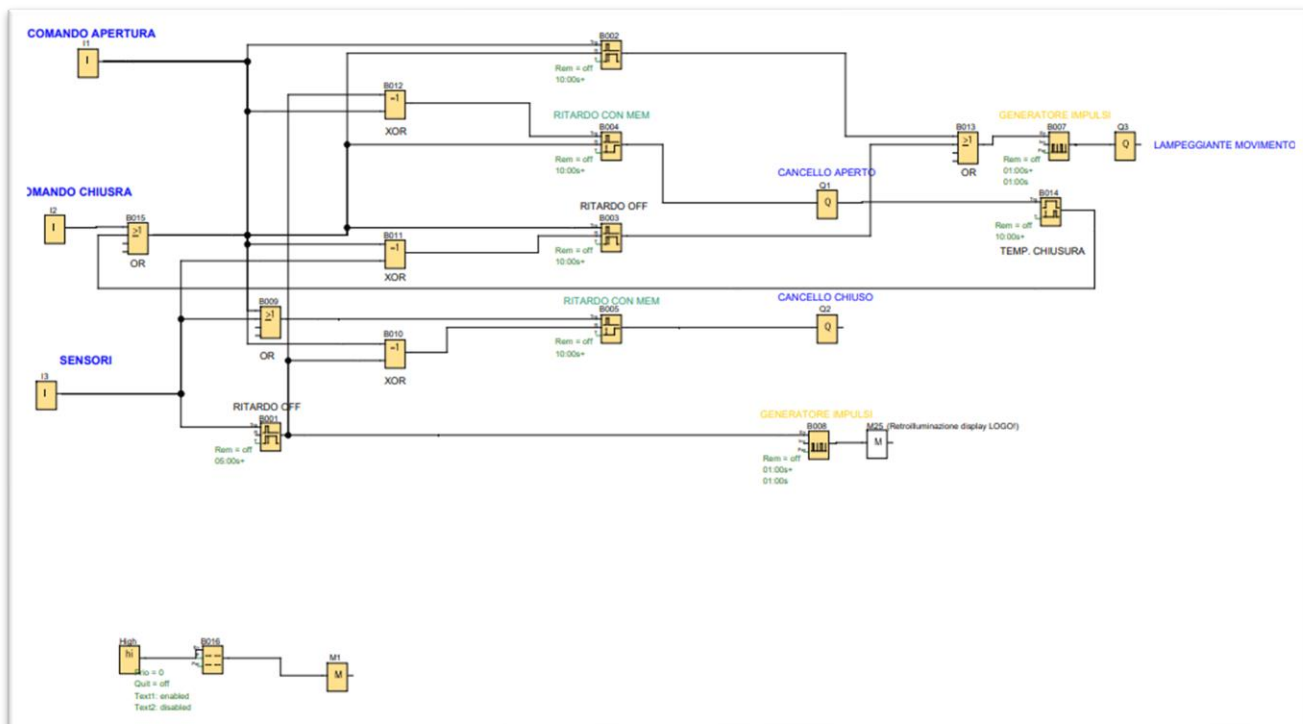 COMANDO APERTURA
I1
I
B002
Rem = off
10:00s+
B012
=1
XOR
RITARDO CON MEM
B004
Rem = off
10:00s+
GENERATORE IMPULSI
B013
≥1
OR
B007
Rem = off
01:00s+
01:00s
Q3
Q
LAMPEGGIANTE MOVIMENTO
OMANDO CHIUSRA
I2
I
B015
≥1
OR
CANCELLO APERTO
Q1
Q
B014
Rem = off
10:00s+
TEMP. CHIUSURA
RITARDO OFF
B003
Rem = off
10:00s+
B011
=1
XOR
B009
≥1
OR
RITARDO CON MEM
B005
Rem = off
10:00s+
CANCELLO CHIUSO
Q2
Q
B010
=1
XOR
SENSORI
I3
I
RITARDO OFF
B001
Rem = off
05:00s+
GENERATORE IMPULSI
B008
Rem = off
01:00s+
01:00s
M25 (Retroilluminazione display LOGO!)
M
High
hi
B016
Prio = 0
Quit = off
Text1: enabled
Text2: disabled
M1
M